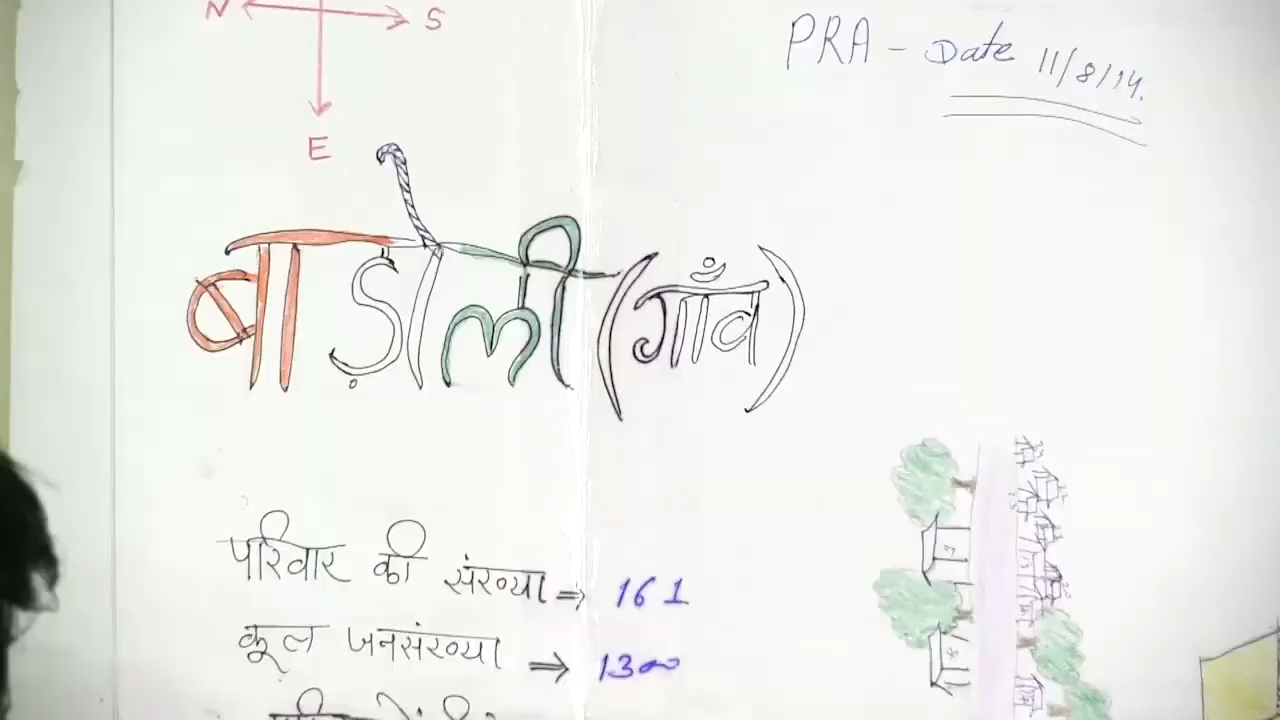 N S
E
PRA - Date 11/8/14.
बाड़ोली (गाँव)
परिवार की संख्या ⇒ 161
कूल जनसंख्या ⇒ 1300